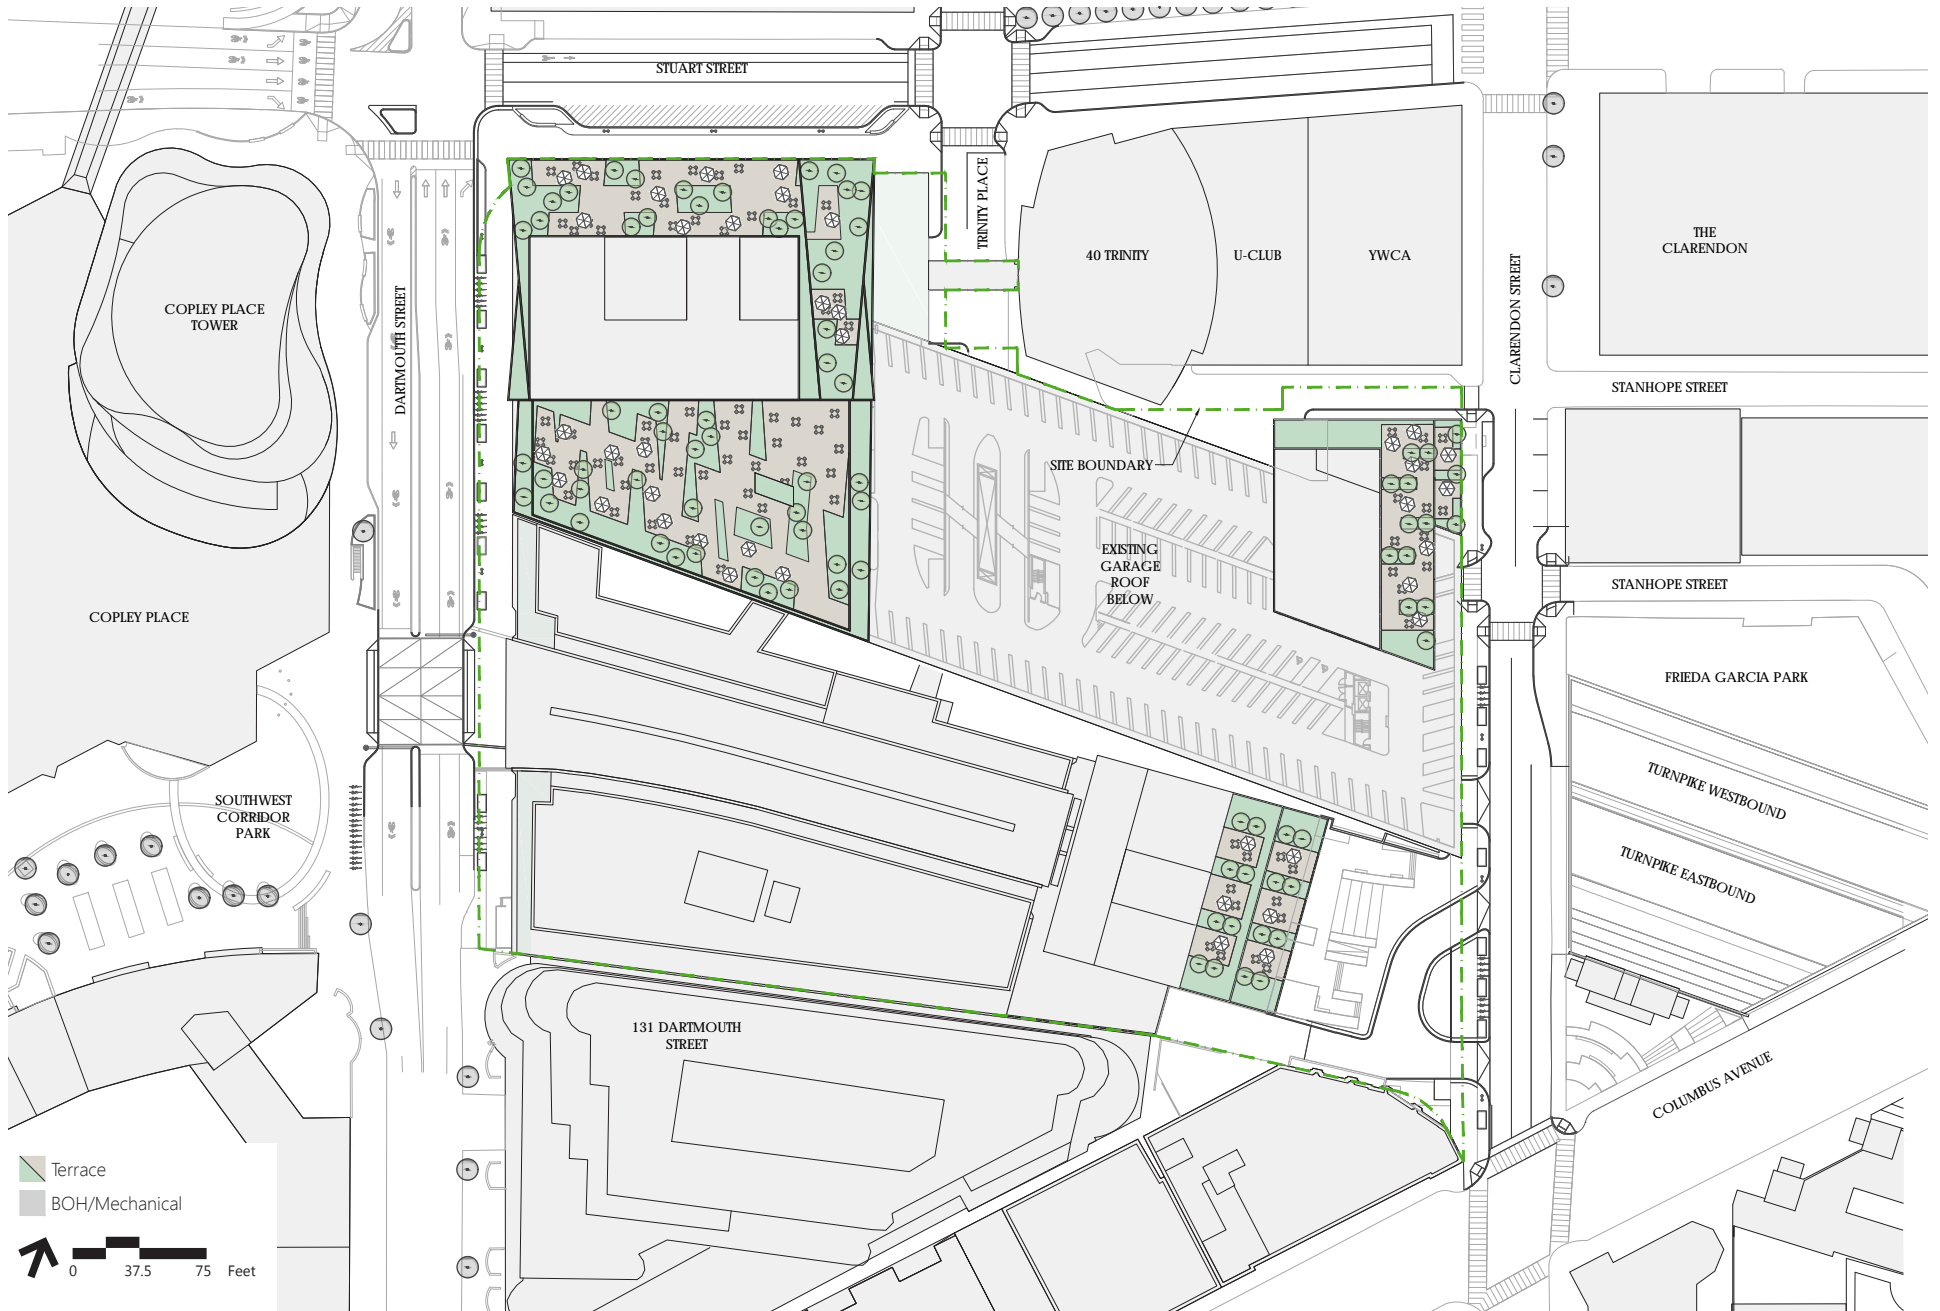 STUART STREET
TRINITY PLACE
40 TRINITY
U-CLUB
YWCA
THE
CLARENDON
CLARENDON STREET
COPLEY PLACE
TOWER
DARTMOUTH STREET
STANHOPE STREET
SITE BOUNDARY
EXISTING
GARAGE
ROOF
BELOW
STANHOPE STREET
COPLEY PLACE
FRIEDA GARCIA PARK
SOUTHWEST
CORRIDOR
PARK
TURNPIKE WESTBOUND
TURNPIKE EASTBOUND
131 DARTMOUTH
STREET
COLUMBUS AVENUE
Terrace
BOH/Mechanical
0 37.5 75 Feet